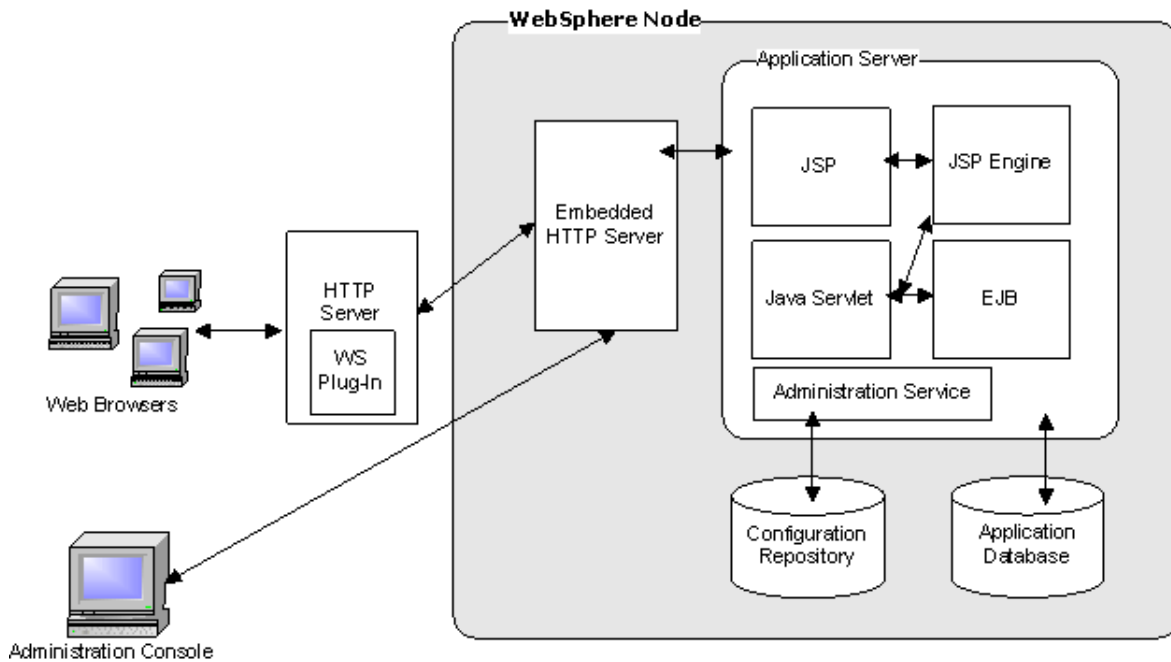 WebSphere Node
Application Server
JSP
JSP Engine
Embedded
HTTP Server
HTTP
Server
WS
Plug-In
Java Servlet
EJB
Web Browsers
Administration Service
Configuration
Repository
Application
Database
Administration Console